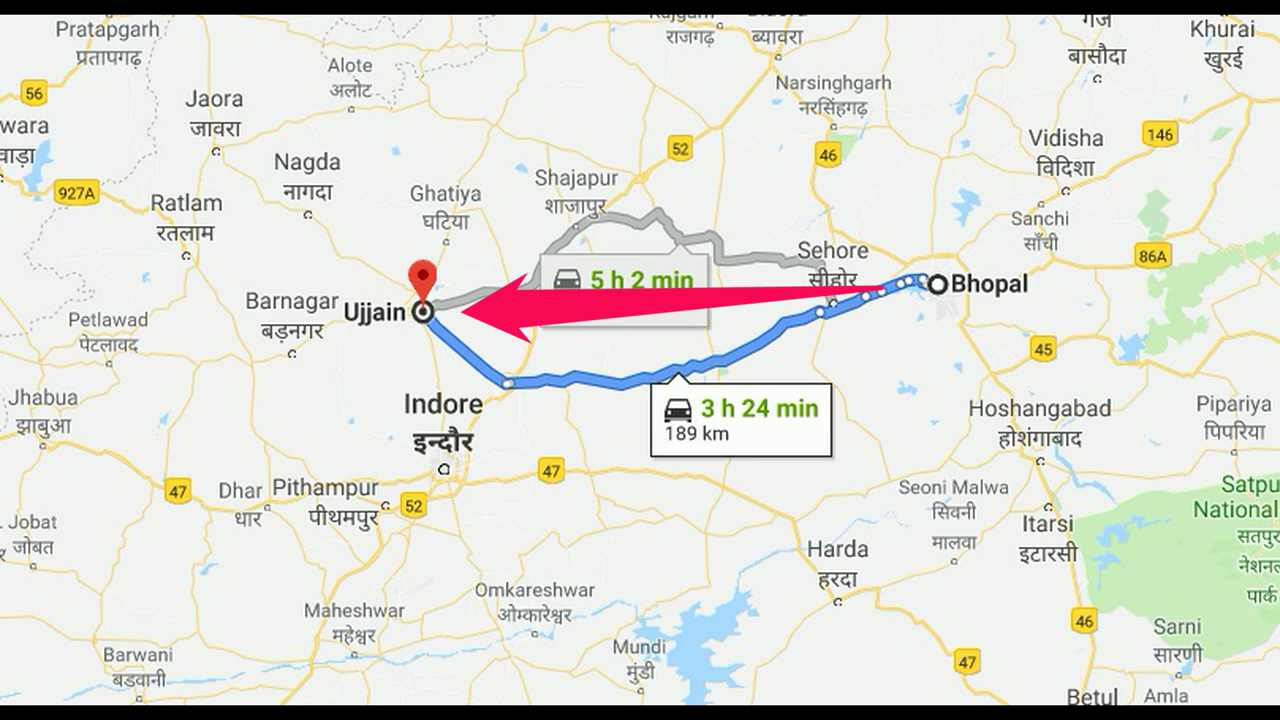 Pratapgarh
प्रतापगढ़
राजगढ़
ब्यावरा
बासौदा
Khurai
खुरई
Alote
अलोट
Narsinghgarh
नरसिंहगढ़
56
Jaora
जावरा
52
46
146
Vidisha
विदिशा
Nagda
नागदा
Shajapur
शाजापुर
927A
Ratlam
रतलाम
Ghatiya
घटिया
Sanchi
साँची
Sehore
सीहोर
86A
5 h 2 min
Bhopal
Barnagar
बड़नगर
Ujjain
Petlawad
पेटलावद
45
Jhabua
झाबुआ
Indore
इन्दौर
3 h 24 min
189 km
Hoshangabad
होशंगाबाद
Pipariya
पिपरिया
47
47
Dhar
धार
Pithampur
पीथमपुर
52
Seoni Malwa
सिवनी
मालवा
Satpu
National
सतपुर
नेशनल
पार्क
Jobat
जोबत
Itarsi
इटारसी
Harda
हरदा
Omkareshwar
ओम्कारेश्वर
Maheshwar
महेश्वर
46
Barwani
बडवानी
Mundi
मुंडी
Sarni
सारणी
47
Betul
Amla